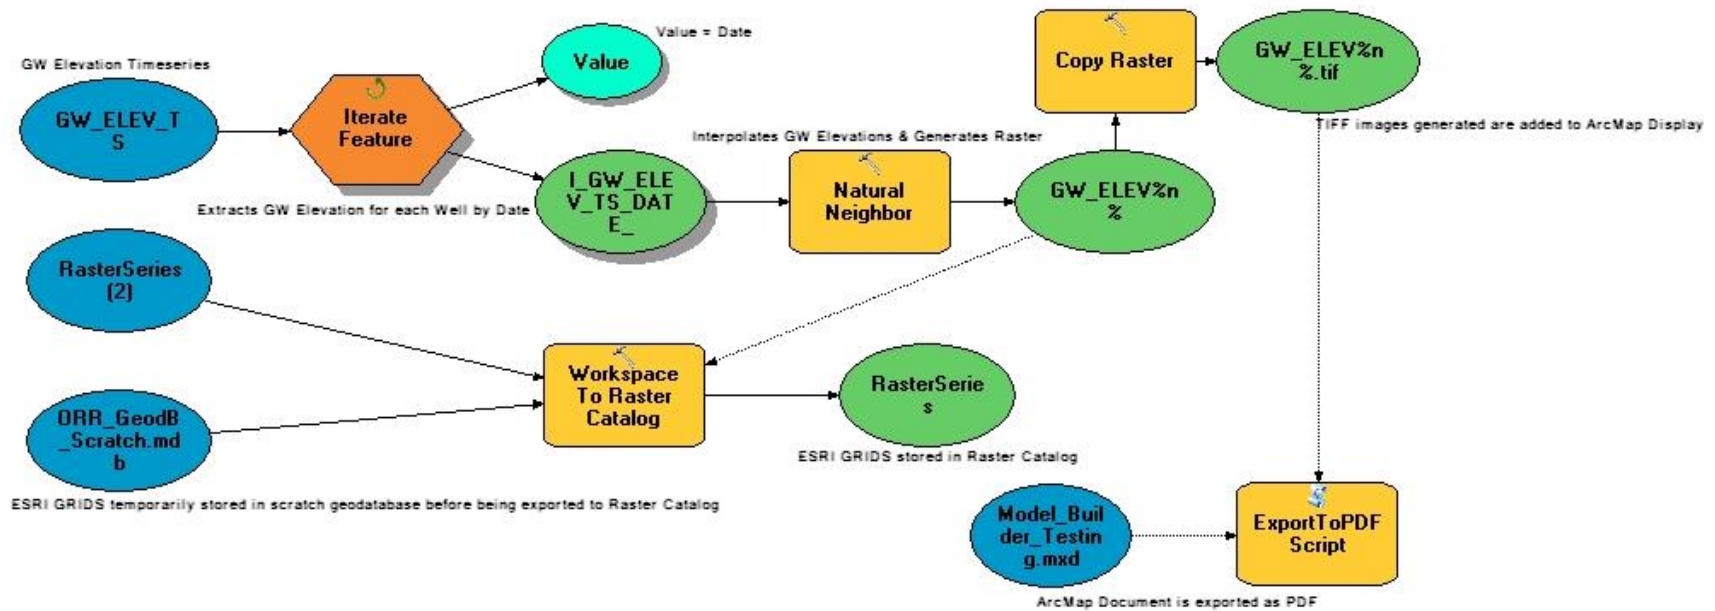 GW Elevation Timeseries
GW_ELEV_T
S
Iterate
Feature
Value
Value = Date
Extracts GW Elevation for each Well by Date
I_GW_ELE
V_TS_DAT
E_
Interpolates GW Elevations & Generates Raster
Natural
Neighbor
GW_ELEV%n
%
Copy Raster
GW_ELEV%n
%.tif
TIFF images generated are added to ArcMap Display
RasterSeries
(2)
ORR_GeodB
_Scratch.md
b
ESRI GRIDS temporarily stored in scratch geodatabase before being exported to Raster Catalog
Workspace
To Raster
Catalog
RasterSerie
s
ESRI GRIDS stored in Raster Catalog
Model_Buil
der_Testin
g.mxd
ExportToPDF
Script
ArcMap Document is exported as PDF